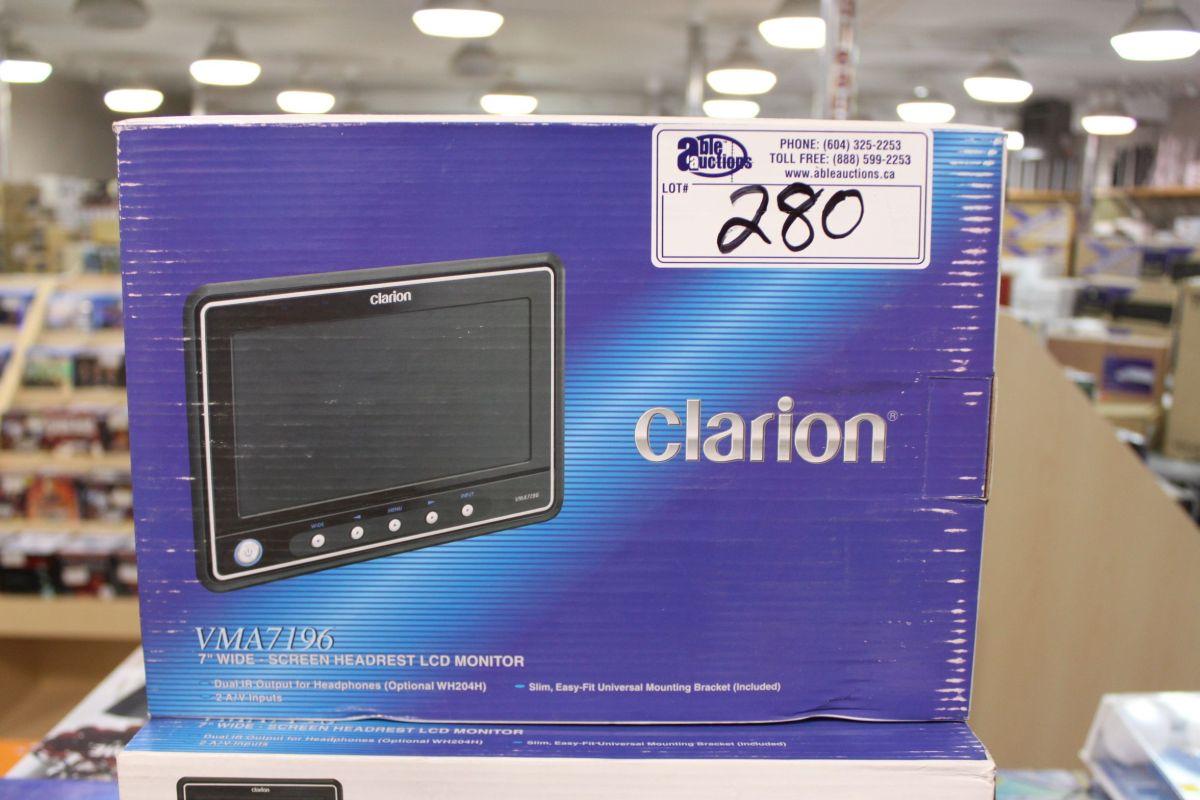 able auctions
PHONE: (604) 325-2253
TOLL FREE: (888) 599-2253
www.ableauctions.ca
LOT#
280
clarion
WIDE
MENU
INPUT
VMA7196
clarion®
VMA7196
7" WIDE - SCREEN HEADREST LCD MONITOR
Dual IR Output for Headphones (Optional WH204H)
2 A/V Inputs
Slim, Easy-Fit Universal Mounting Bracket (Included)
7" WIDE - SCREEN HEADREST LCD MONITOR
Dual IR Output for Headphones (Optional WH204H)
2 A/V Inputs
Slim, Easy-Fit Universal Mounting Bracket (Included)
clarion